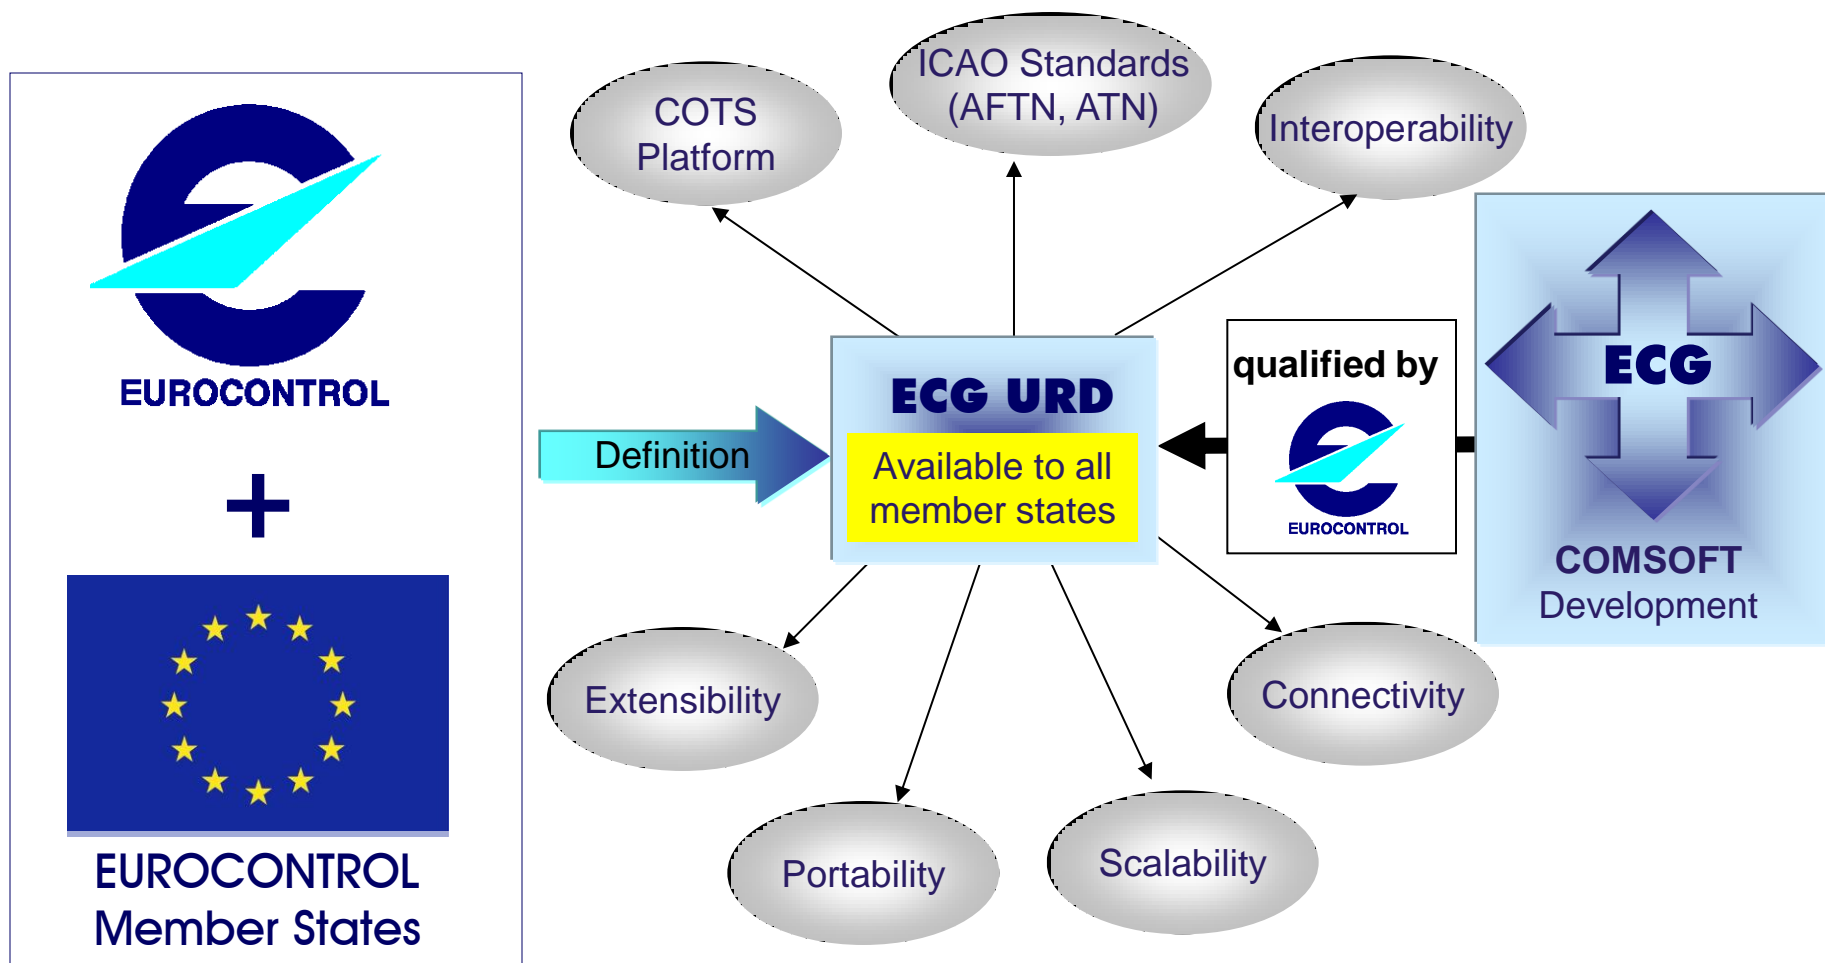 EUROCONTROL
+
EUROCONTROL
Member States
COTS
Platform
ICAO Standards
(AFTN, ATN)
Interoperability
Definition
ECG URD
Available to all
member states
qualified by
EUROCONTROL
ECG
COMSOFT
Development
Extensibility
Portability
Scalability
Connectivity